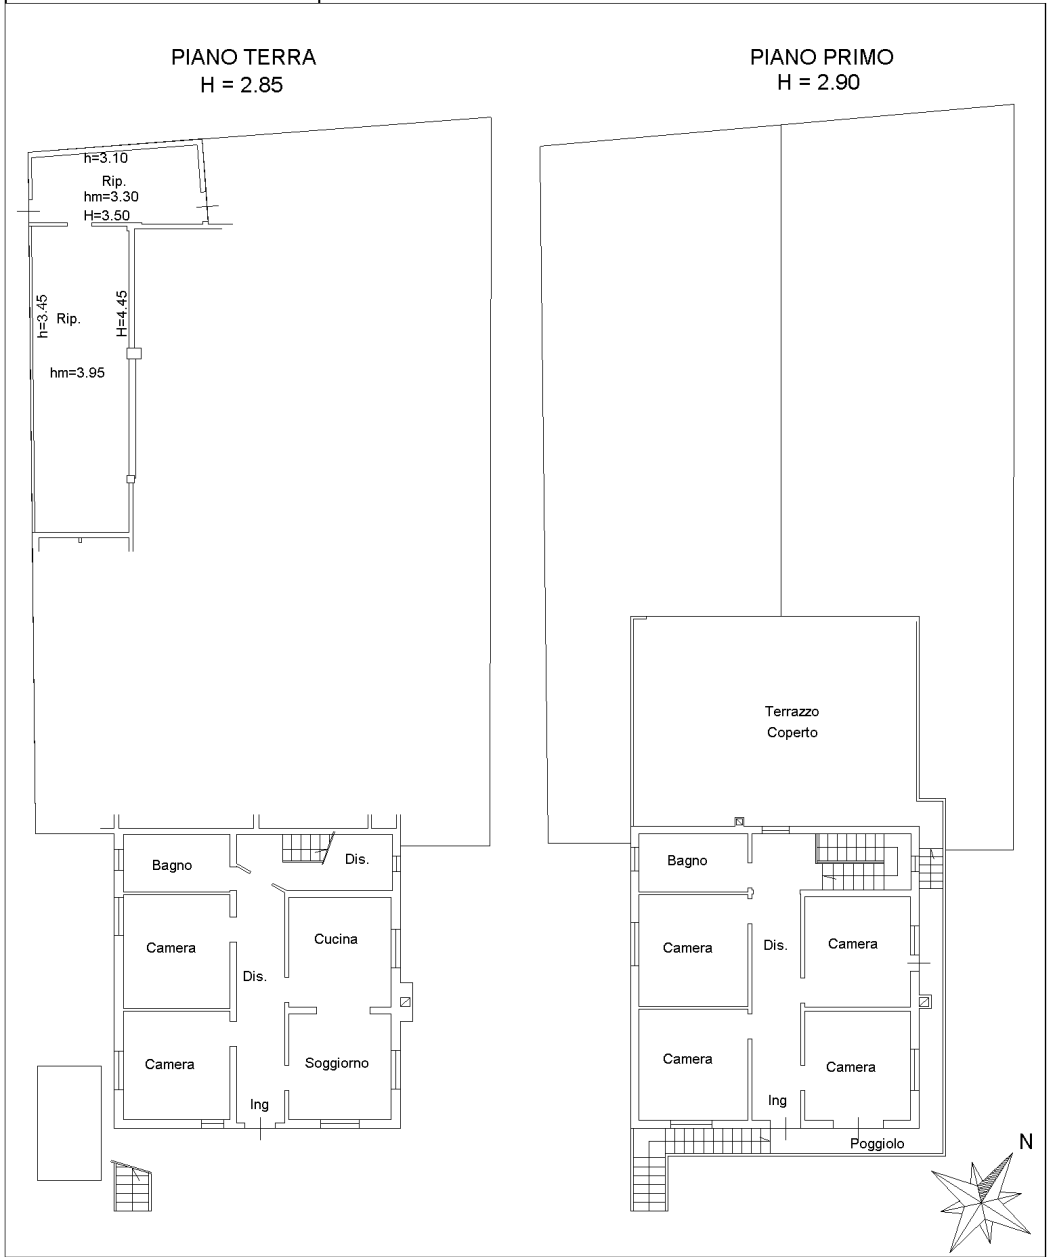 PIANO TERRA
H = 2.85
h=3.10
Rip.
hm=3.30
H=3.50
h=3.45
Rip.
H=4.45
hm=3.95
Bagno
Dis.
Camera
Cucina
Dis.
Camera
Soggiorno
Ing
PIANO PRIMO
H = 2.90
Terrazzo
Coperto
Bagno
Camera
Dis.
Camera
Camera
Camera
Ing
Poggiolo
N